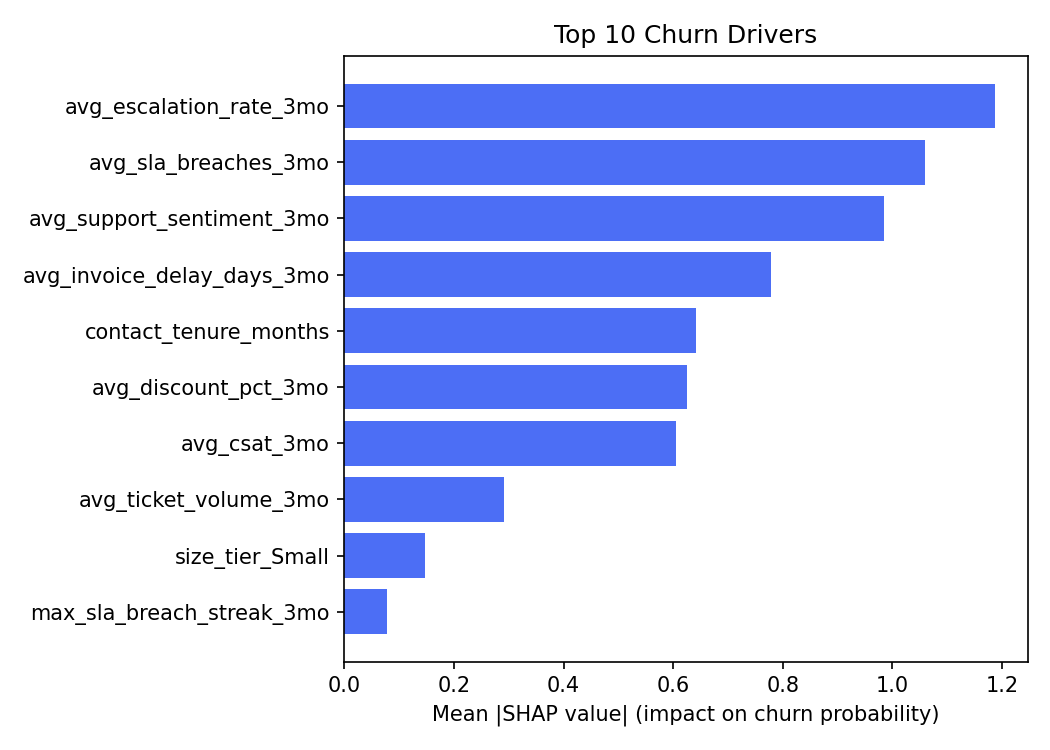 Top 10 Churn Drivers
avg_escalation_rate_3mo
avg_sla_breaches_3mo
avg_support_sentiment_3mo
avg_invoice_delay_days_3mo
contact_tenure_months
avg_discount_pct_3mo
avg_csat_3mo
avg_ticket_volume_3mo
size_tier_Small
max_sla_breach_streak_3mo
0.0 0.2 0.4 0.6 0.8 1.0 1.2
Mean |SHAP value| (impact on churn probability)